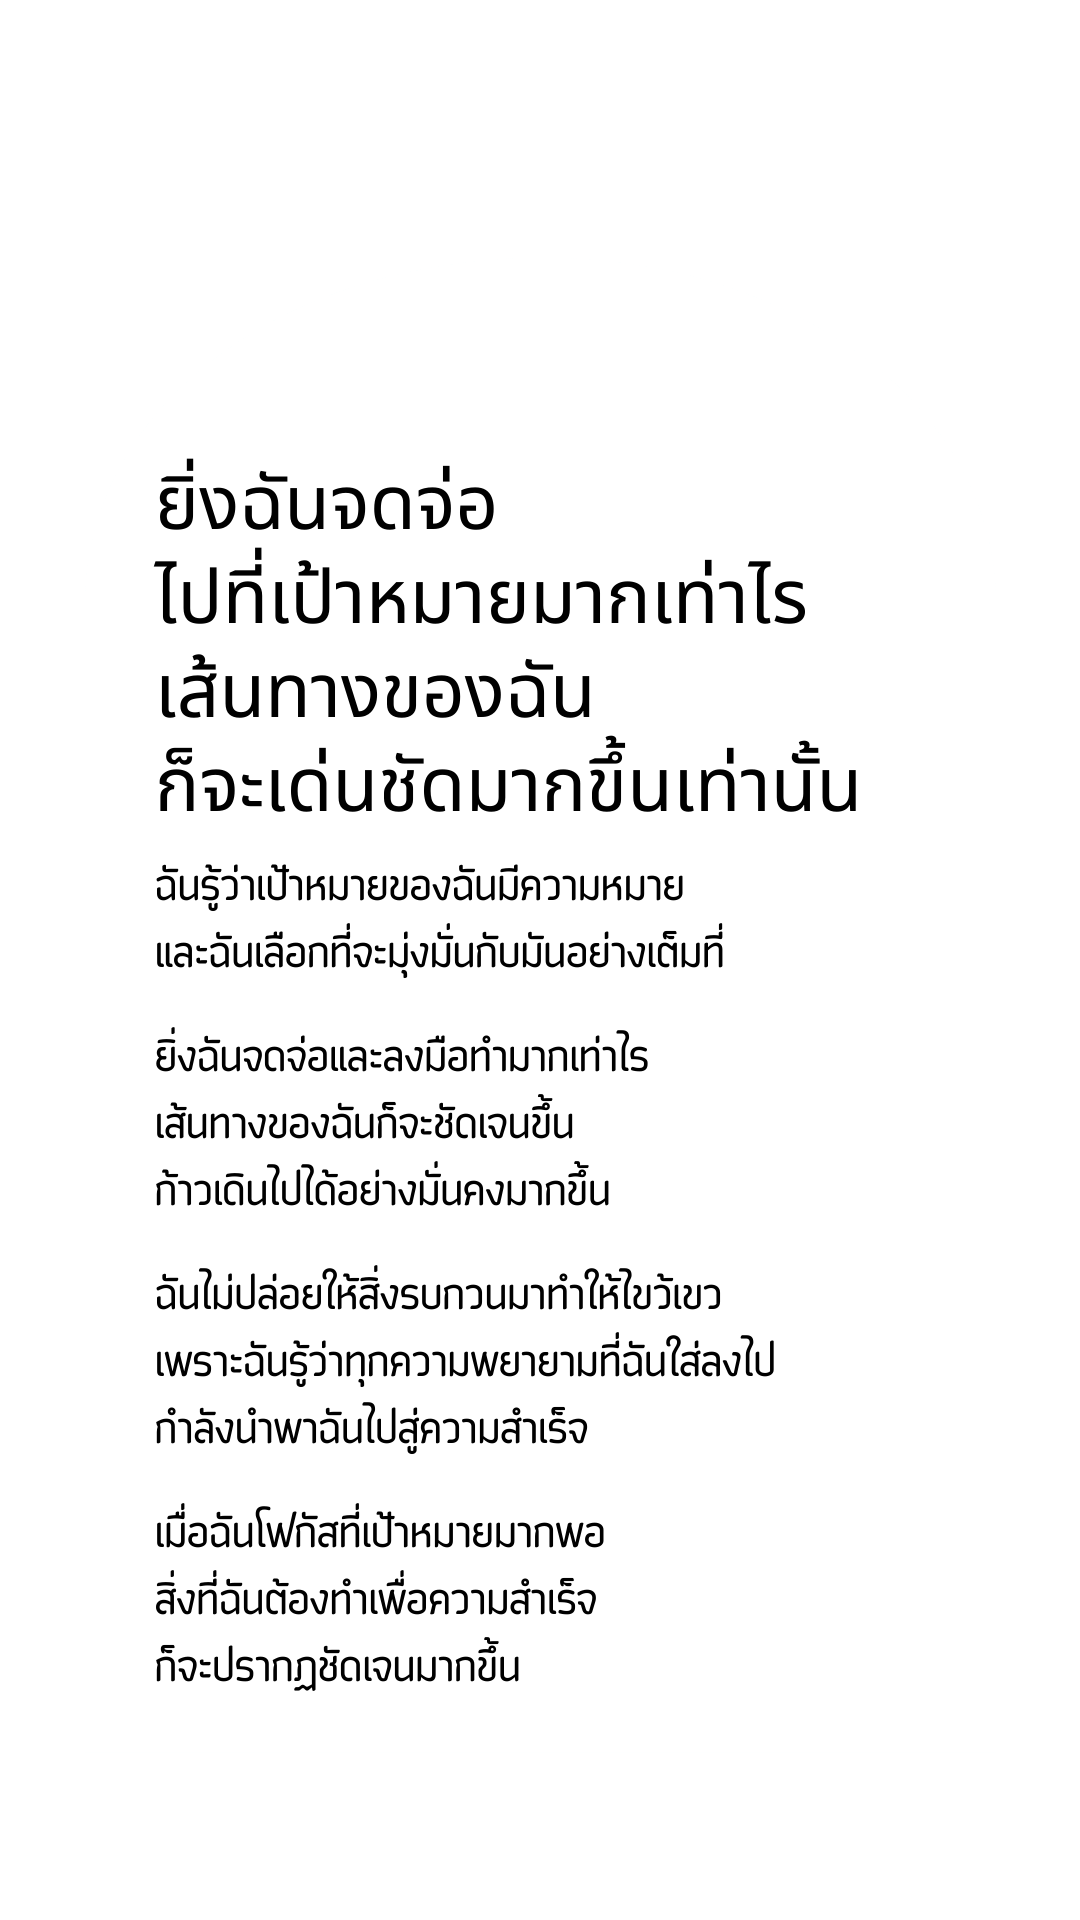 ยิ่งฉันจดจ่อ
ไปที่เป้าหมายมากเท่าไร
เส้นทางของฉัน
ก็จะเด่นชัดมากขึ้นเท่านั้น
ฉันรู้ว่าเป้าหมายของฉันมีความหมาย
และฉันเลือกที่จะมุ่งมั่นกับมันอย่างเต็มที่
ยิ่งฉันจดจ่อและลงมือทำมากเท่าไร
เส้นทางของฉันก็จะชัดเจนขึ้น
ก้าวเดินไปได้อย่างมั่นคงมากขึ้น
ฉันไม่ปล่อยให้สิ่งรบกวนมาทำให้ไขว้เขว
เพราะฉันรู้ว่าทุกความพยายามที่ฉันใส่ลงไป
กำลังนำพาฉันไปสู่ความสำเร็จ
เมื่อฉันโฟกัสที่เป้าหมายมากพอ
สิ่งที่ฉันต้องทำเพื่อความสำเร็จ
ก็จะปรากฏชัดเจนมากขึ้น